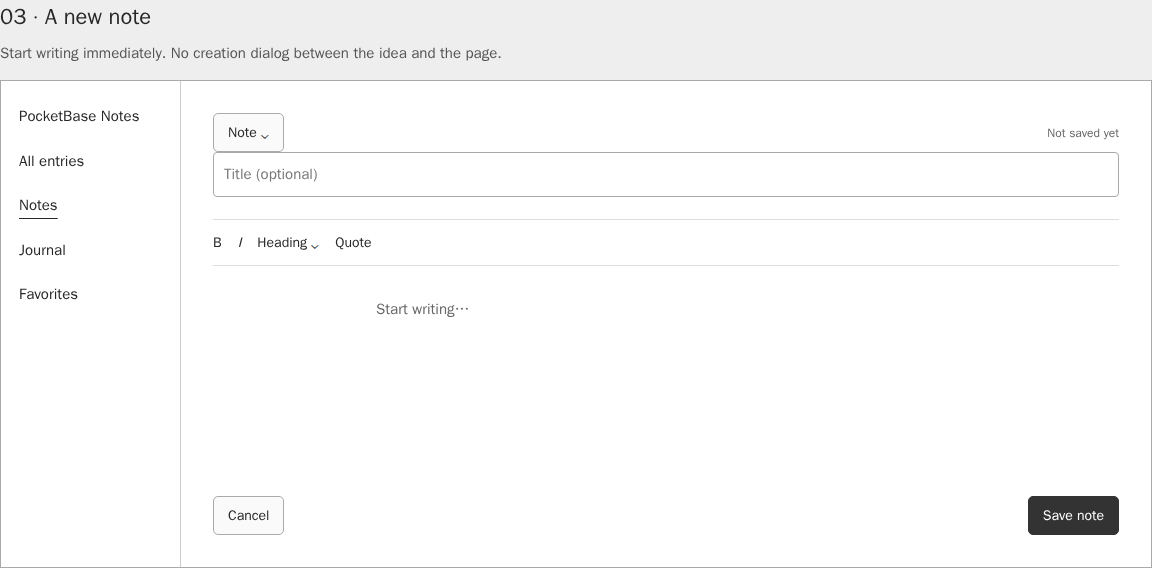 03 · A new note
Start writing immediately. No creation dialog between the idea and the page.
PocketBase Notes
All entries
Notes
Journal
Favorites
Note
Not saved yet
Title (optional)
B I Heading Quote
Start writing…
Cancel
Save note